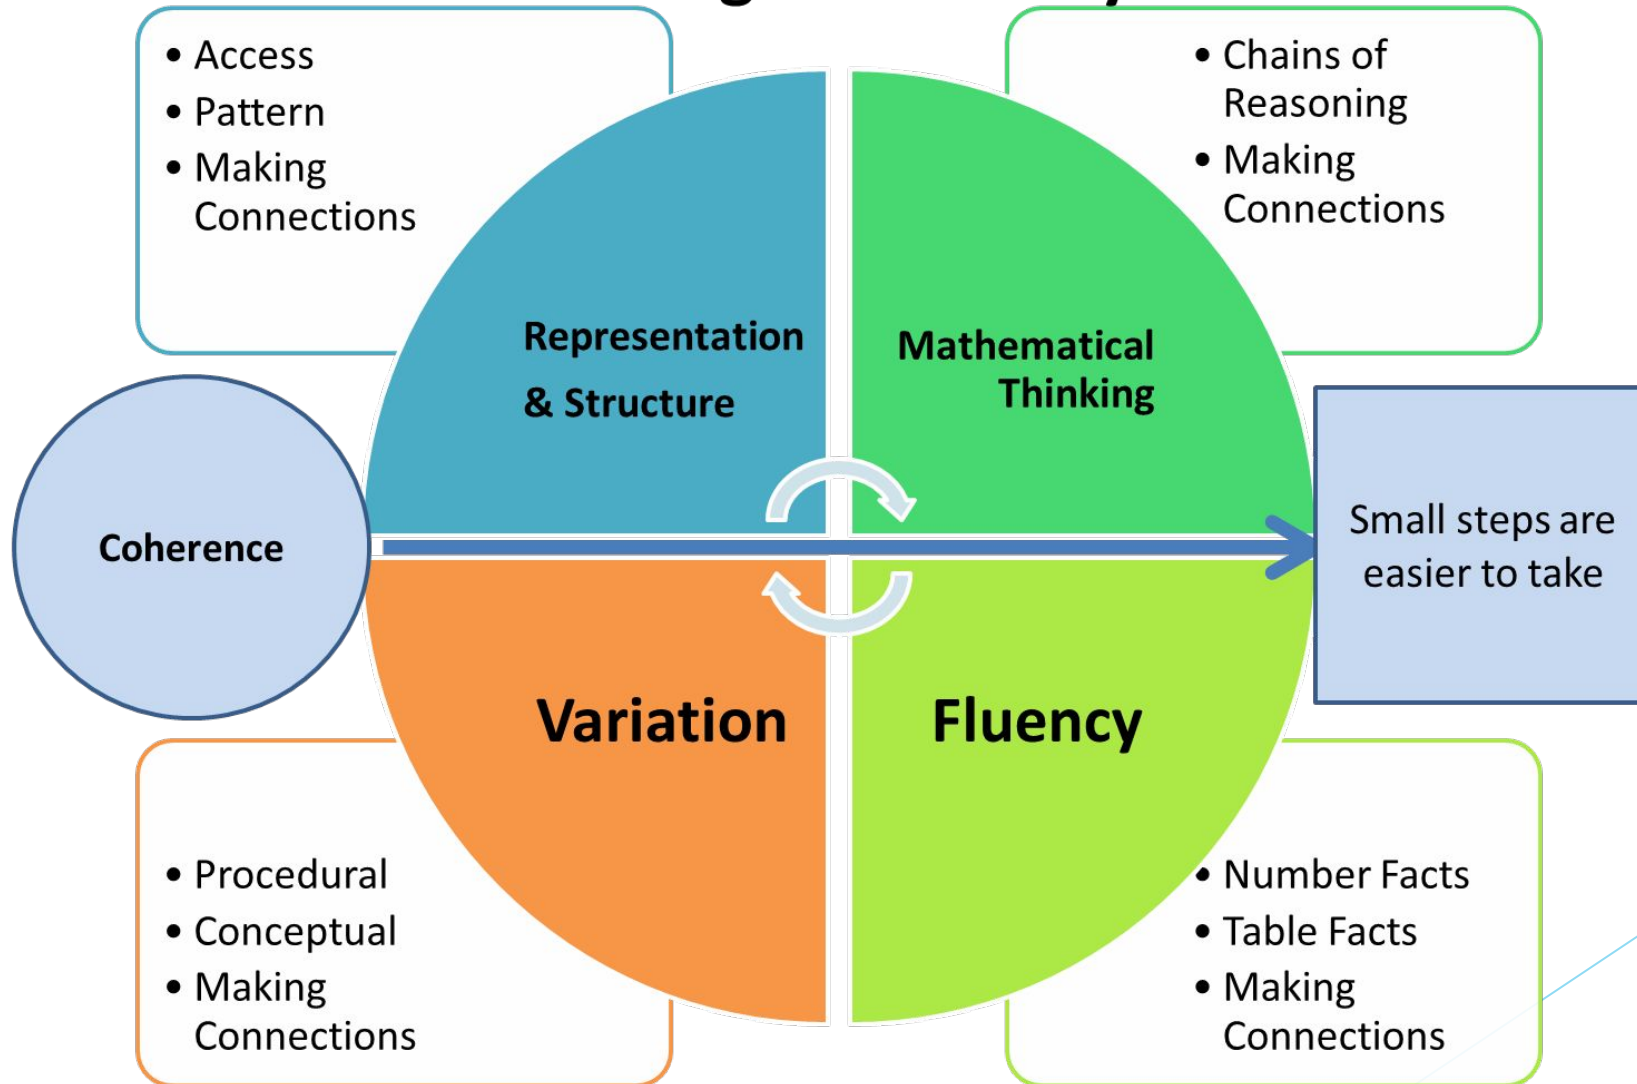 • Access
• Pattern
• Making
Connections
• Chains of
Reasoning
• Making
Connections
Representation
& Structure
Mathematical
Thinking
Coherence
Small steps are
easier to take
Variation
Fluency
• Procedural
• Conceptual
• Making
Connections
• Number Facts
• Table Facts
• Making
Connections